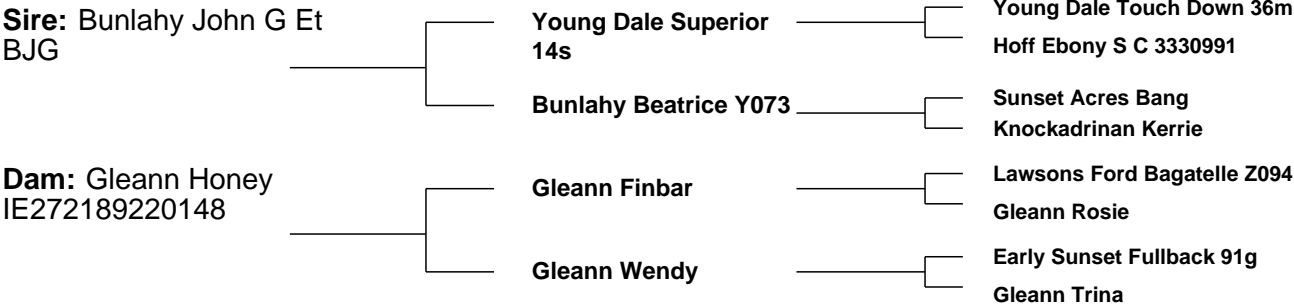 Sire: Bunlahy John G Et
BJG
Young Dale Superior
14s
Young Dale Touch Down 36m
Hoff Ebony S C 3330991
Bunlahy Beatrice Y073
Sunset Acres Bang
Knockadrinan Kerrie
Dam: Gleann Honey
IE272189220148
Gleann Finbar
Lawsons Ford Bagatelle Z094
Gleann Rosie
Gleann Wendy
Early Sunset Fullback 91g
Gleann Trina